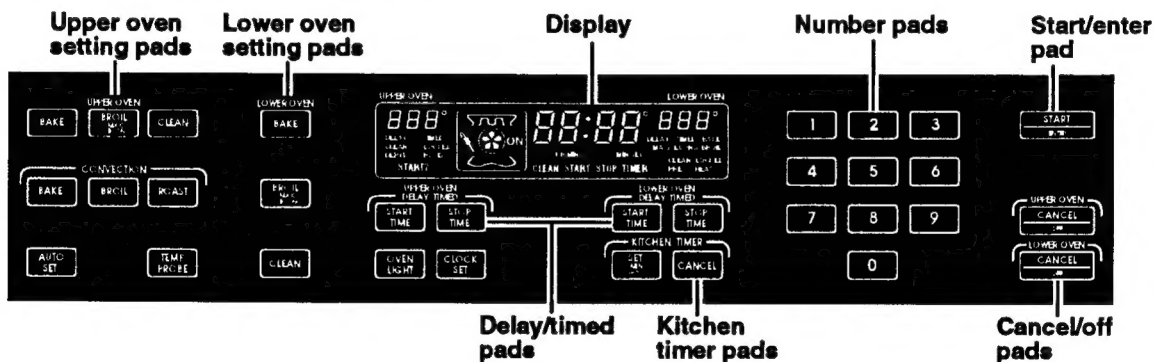 Upper oven
setting pads
Lower oven
setting pads
Display
Number pads
Start/enter
pad
UPPER OVEN
BAKE
BROIL
CLEAN
CONVECTION
BAKE
BROIL
ROAST
AUTO
SET
TEMP
PROBE
LOWER OVEN
BAKE
BROIL
CLEAN
UPPER OVEN
LOWER OVEN
888°
ON
88:88
888°
START?
CLEAN START STOP TIMER
UPPER OVEN
DELAY TIMED
START
TIME
STOP
TIME
LOWER OVEN
DELAY TIMED
START
TIME
STOP
TIME
OVEN
LIGHT
CLOCK
SET
KITCHEN TIMER
SET
CANCEL
1
2
3
4
5
6
7
8
9
0
START
UPPER OVEN
CANCEL
LOWER OVEN
CANCEL
Delay/timed
pads
Kitchen
timer pads
Cancel/off
pads